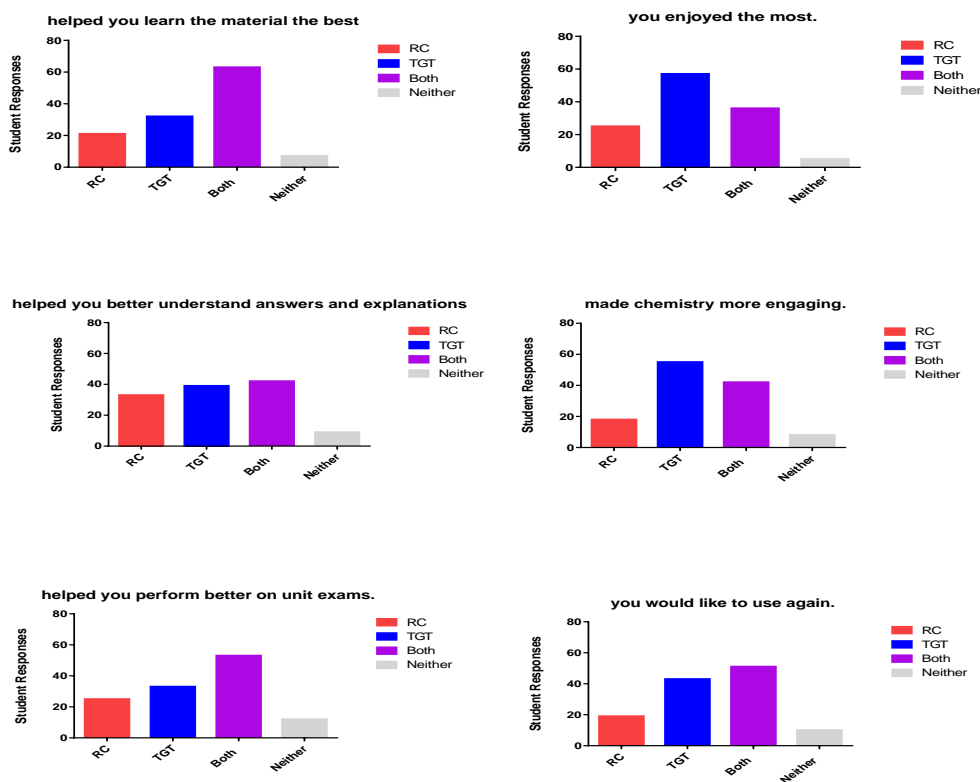 helped you learn the material the best
80
60
40
20
0
Student Responses
RC
TGT
Both
Neither
RC
TGT
Both
Neither
you enjoyed the most.
80
60
40
20
0
Student Responses
RC
TGT
Both
Neither
RC
TGT
Both
Neither
helped you better understand answers and explanations
80
60
40
20
0
Student Responses
RC
TGT
Both
Neither
RC
TGT
Both
Neither
made chemistry more engaging.
80
60
40
20
0
Student Responses
RC
TGT
Both
Neither
RC
TGT
Both
Neither
helped you perform better on unit exams.
80
60
40
20
0
Student Responses
RC
TGT
Both
Neither
RC
TGT
Both
Neither
you would like to use again.
80
60
40
20
0
Student Responses
RC
TGT
Both
Neither
RC
TGT
Both
Neither